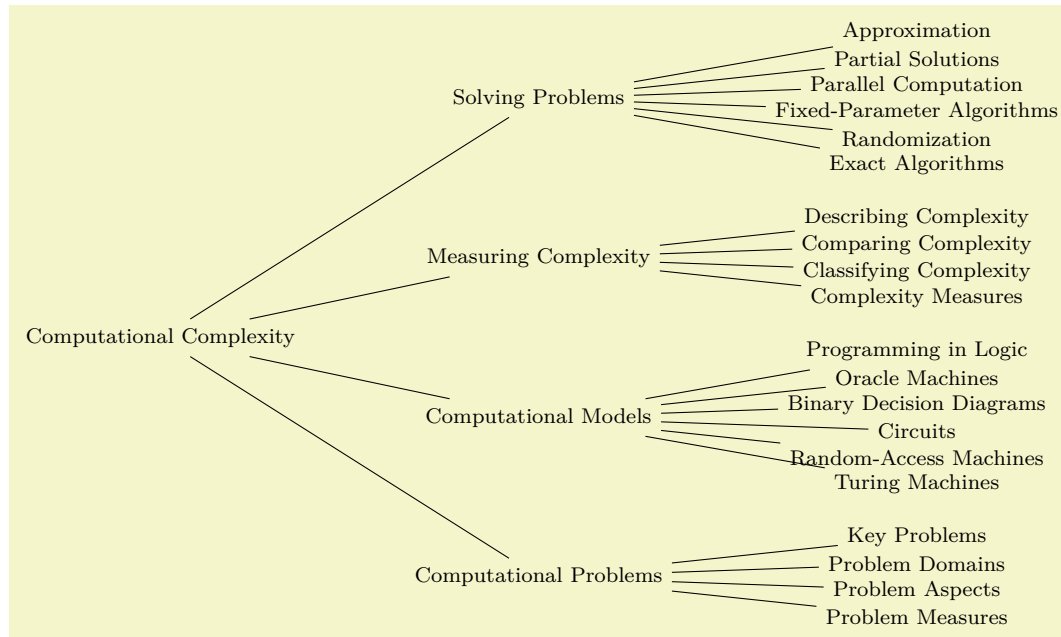 Approximation
Partial Solutions
Parallel Computation
Solving Problems
Fixed-Parameter Algorithms
Randomization
Exact Algorithms
Describing Complexity
Comparing Complexity
Measuring Complexity
Classifying Complexity
Complexity Measures
Computational Complexity
Programming in Logic
Oracle Machines
Binary Decision Diagrams
Computational Models
Circuits
Random-Access Machines
Turing Machines
Key Problems
Problem Domains
Computational Problems
Problem Aspects
Problem Measures